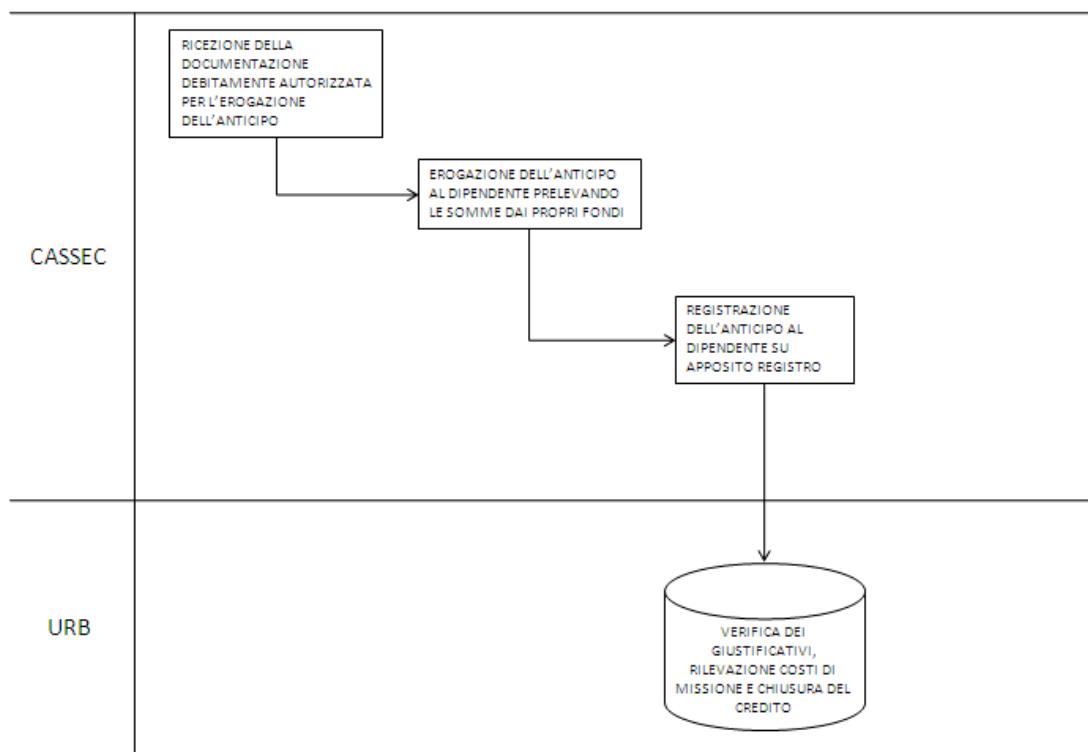 RICEZIONE DELLA
DOCUMENTAZIONE
DEBITAMENTE AUTORIZZATA
PER L'EROGAZIONE
DELL'ANTICIPO
EROGAZIONE DELL'ANTICIPO
AL DIPENDENTE PRELEVANDO
LE SOMME DAI PROPRI FONDI
CASSEC
REGISTRAZIONE
DELL'ANTICIPO AL
DIPENDENTE SU
APPOSITO REGISTRO
URB
VERIFICA DEI
GIUSTIFICATIVI,
RILEVAZIONE COSTI DI
MISSIONE E CHIUSURA DEL
CREDITO